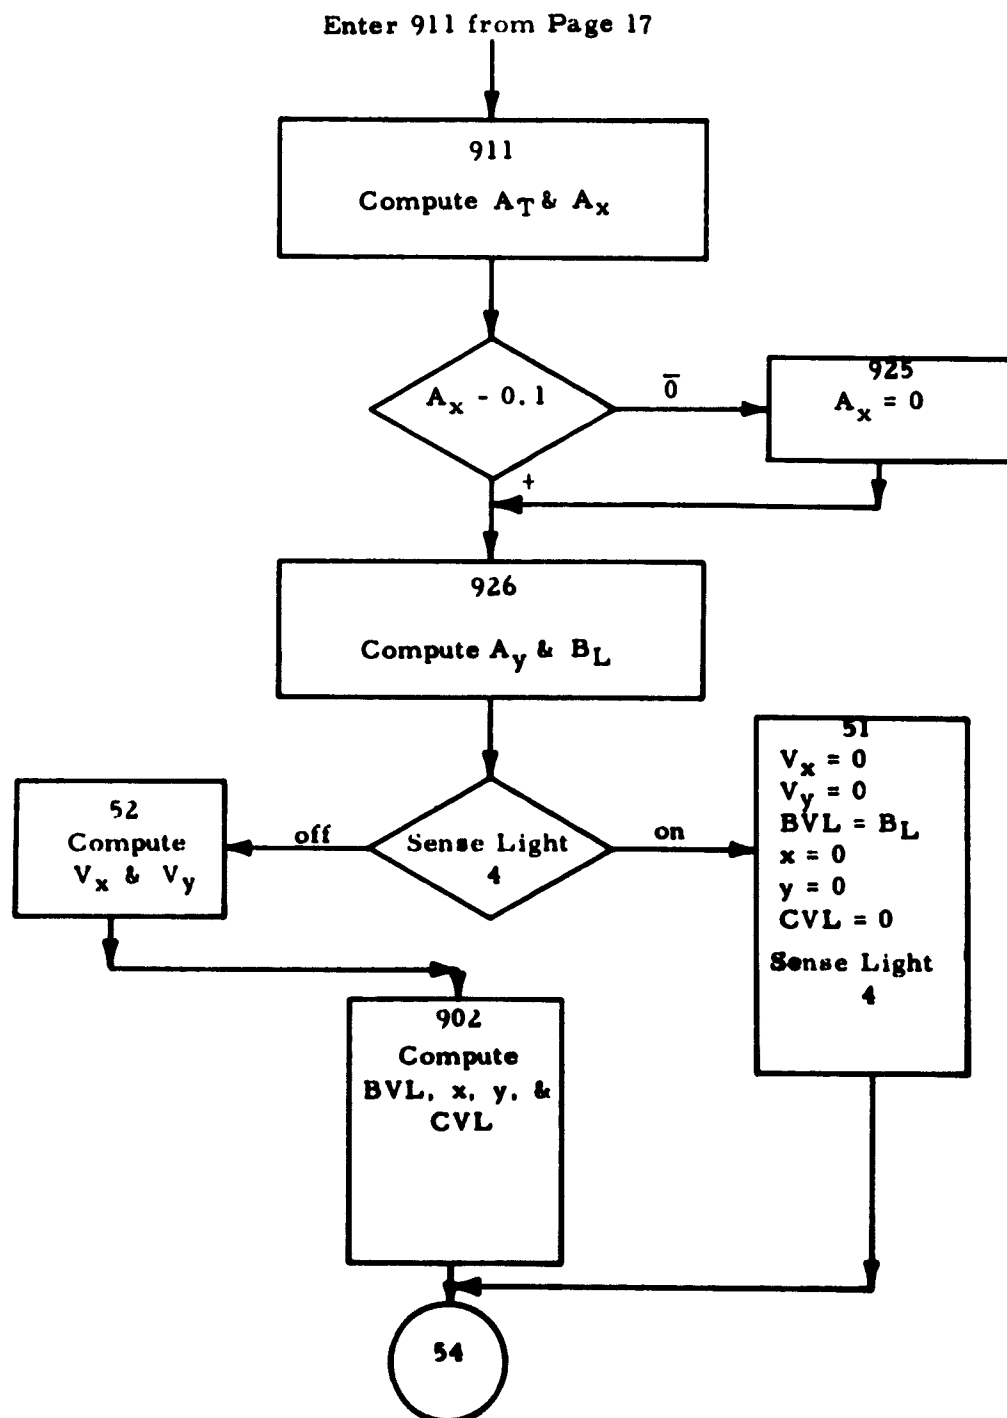 Enter 911 from Page 17
911
Compute A_T & A_x
A_x - 0.1
0̅
925
A_x = 0
+
926
Compute A_y & B_L
51
V_x = 0
V_y = 0
BVL = B_L
x = 0
y = 0
CVL = 0
Sense Light
4
52
Compute
V_x & V_y
off
Sense Light
4
on
902
Compute
BVL, x, y, &
CVL
54